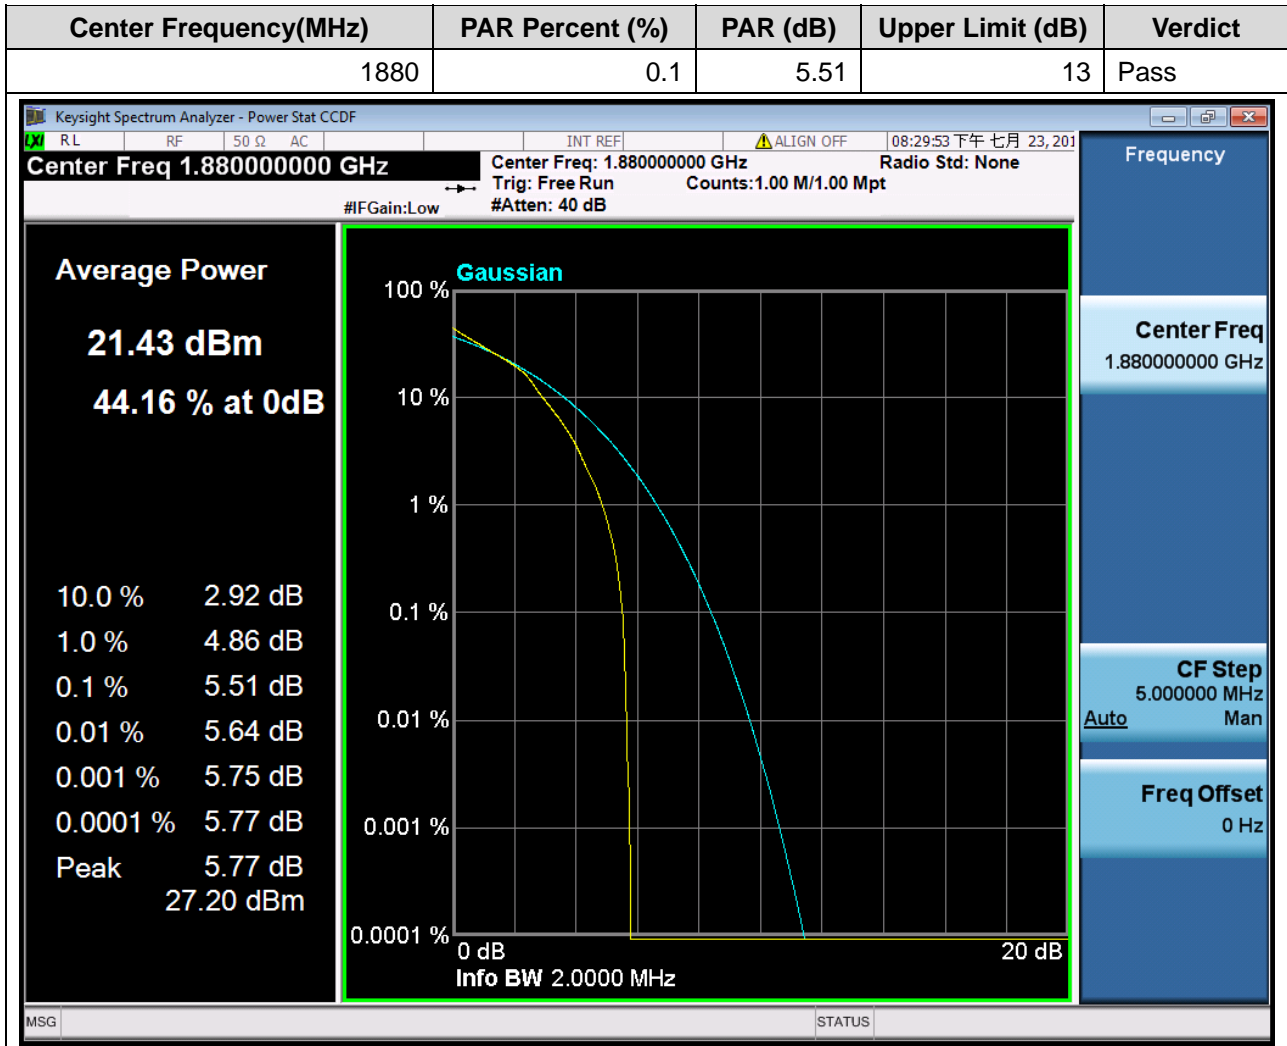 Center Frequency(MHz) PAR Percent (%) PAR (dB) Upper Limit (dB) Verdict
1880 0.1 5.51 13 Pass
Keysight Spectrum Analyzer - Power Stat CCDF
LXI RL RF 50 Ω AC INT REF ALIGN OFF 08:29:53 下午 七月 23, 201
Center Freq 1.880000000 GHz
Center Freq: 1.880000000 GHz Radio Std: None
Trig: Free Run Counts:1.00 M/1.00 Mpt
#IFGain:Low #Atten: 40 dB
Average Power
21.43 dBm
44.16 % at 0dB
10.0 % 2.92 dB
1.0 % 4.86 dB
0.1 % 5.51 dB
0.01 % 5.64 dB
0.001 % 5.75 dB
0.0001 % 5.77 dB
Peak 5.77 dB
27.20 dBm
Gaussian
100 %
10 %
1 %
0.1 %
0.01 %
0.001 %
0.0001 %
0 dB 20 dB
Info BW 2.0000 MHz
Frequency
Center Freq
1.880000000 GHz
CF Step
5.000000 MHz
Auto Man
Freq Offset
0 Hz
MSG STATUS